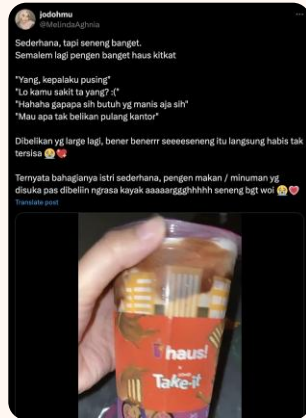 jodohmu
@MelindaAghnia
Sederhana, tapi seneng banget.
Semalem lagi pengen banget haus kitkat
"Yang, kepalaku pusing"
"Lo kamu sakit ta yang? :("
"Hahaha gapapa sih butuh yg manis aja sih"
"Mau apa tak belikan pulang kantor"
Dibelikan yg large lagi, bener benerrr seeeeseneng itu langsung habis tak
tersisa 😭💘
Ternyata bahagianya istri sederhana, pengen makan / minuman yg
disuka pas dibeliin ngrasa kayak aaaaarggghhhhh seneng bgt woi 😭❤️
Translate post
haus!
x
Take-it